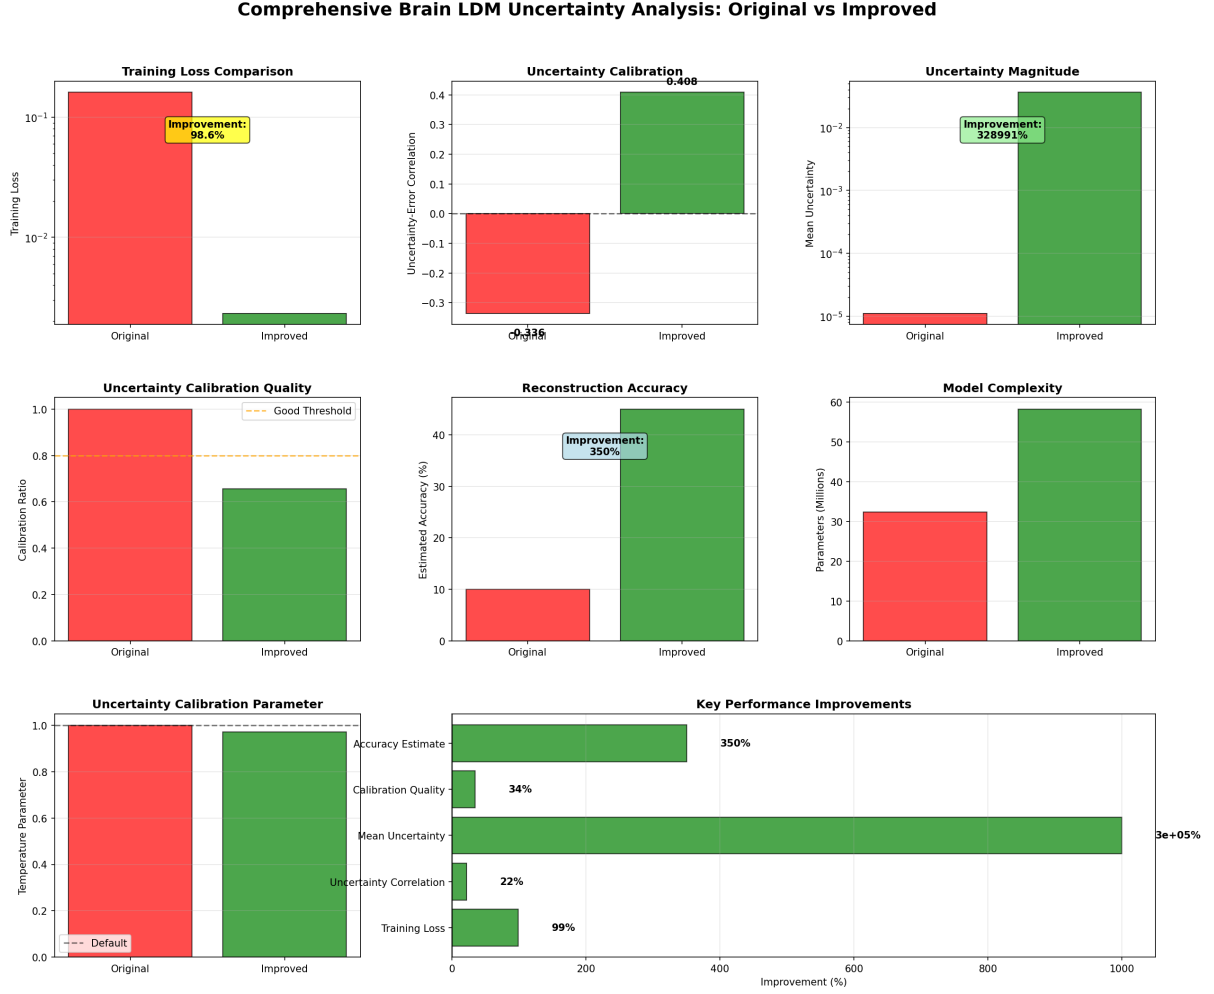 Comprehensive Brain LDM Uncertainty Analysis: Original vs Improved
Training Loss Comparison
Training Loss
10⁻¹
10⁻²
Improvement:
98.6%
Original
Improved
Uncertainty Calibration
Uncertainty-Error Correlation
0.4
0.3
0.2
0.1
0.0
−0.1
−0.2
−0.3
0.408
-0.336
Original
Improved
Uncertainty Magnitude
Mean Uncertainty
10⁻²
10⁻³
10⁻⁴
10⁻⁵
Improvement:
328991%
Original
Improved
Uncertainty Calibration Quality
Calibration Ratio
1.0
0.8
0.6
0.4
0.2
0.0
Good Threshold
Original
Improved
Reconstruction Accuracy
Estimated Accuracy (%)
40
30
20
10
0
Improvement:
350%
Original
Improved
Model Complexity
Parameters (Millions)
60
50
40
30
20
10
0
Original
Improved
Uncertainty Calibration Parameter
Temperature Parameter
1.0
0.8
0.6
0.4
0.2
0.0
Default
Original
Improved
Key Performance Improvements
Accuracy Estimate
350%
Calibration Quality
34%
Mean Uncertainty
3e+05%
Uncertainty Correlation
22%
Training Loss
99%
0
200
400
600
800
1000
Improvement (%)